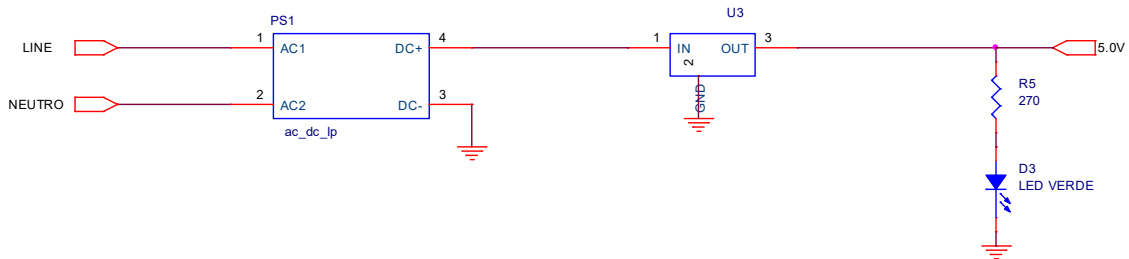 PS1
U3
LINE
1
AC1
DC+
4
1
IN
OUT
3
5.0V
2
GND
R5
270
NEUTRO
2
AC2
DC-
3
ac_dc_lp
D3
LED VERDE